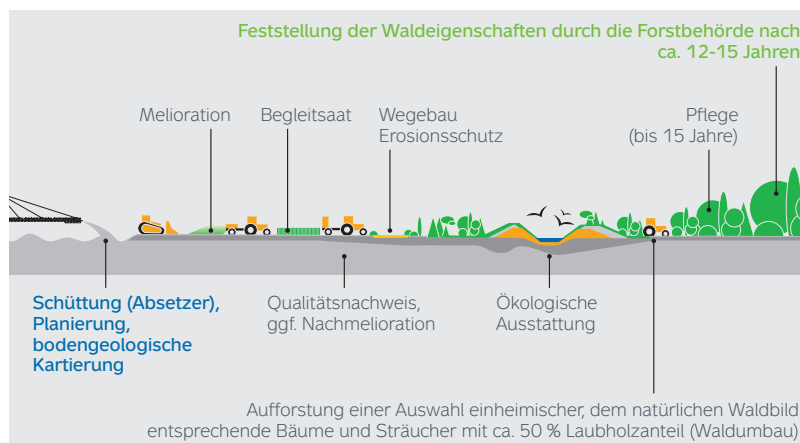 Feststellung der Waldeigenschaften durch die Forstbehörde nach
ca. 12-15 Jahren
Melioration
Begleitsaat
Wegebau
Erosionsschutz
Pflege
(bis 15 Jahre)
Schüttung (Absetzer),
Planierung,
bodengeologische
Kartierung
Qualitätsnachweis,
ggf. Nachmelioration
Ökologische
Ausstattung
Aufforstung einer Auswahl einheimischer, dem natürlichen Waldbild
entsprechende Bäume und Sträucher mit ca. 50 % Laubholzanteil (Waldumbau)